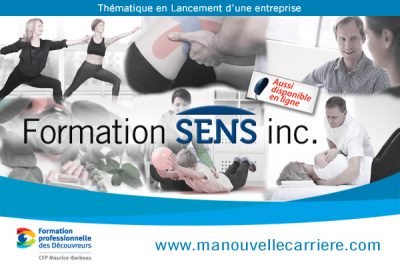 Thématique en Lancement d'une entreprise
Aussi
disponible
en ligne
Formation SENS inc.
Formation
professionnelle
des Découvreurs
CFP Maurice-Barbeau
www.manouvellecarriere.com